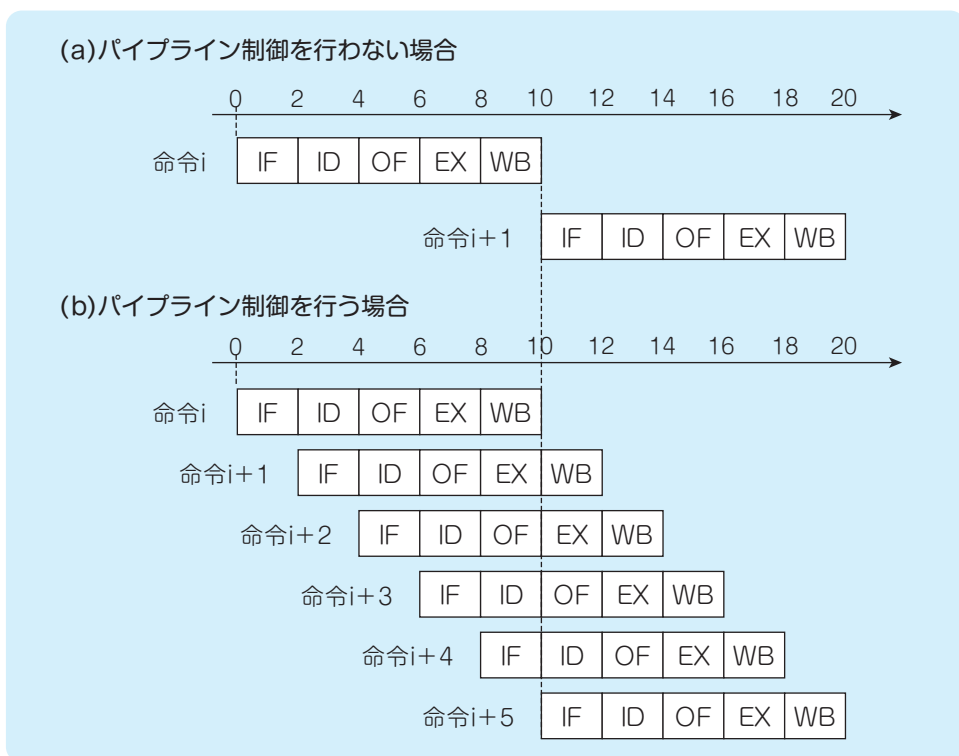 (a)パイプライン制御を行わない場合
0 2 4 6 8 10 12 14 16 18 20
命令i IF ID OF EX WB
命令i+1 IF ID OF EX WB
(b)パイプライン制御を行う場合
0 2 4 6 8 10 12 14 16 18 20
命令i IF ID OF EX WB
命令i+1 IF ID OF EX WB
命令i+2 IF ID OF EX WB
命令i+3 IF ID OF EX WB
命令i+4 IF ID OF EX WB
命令i+5 IF ID OF EX WB